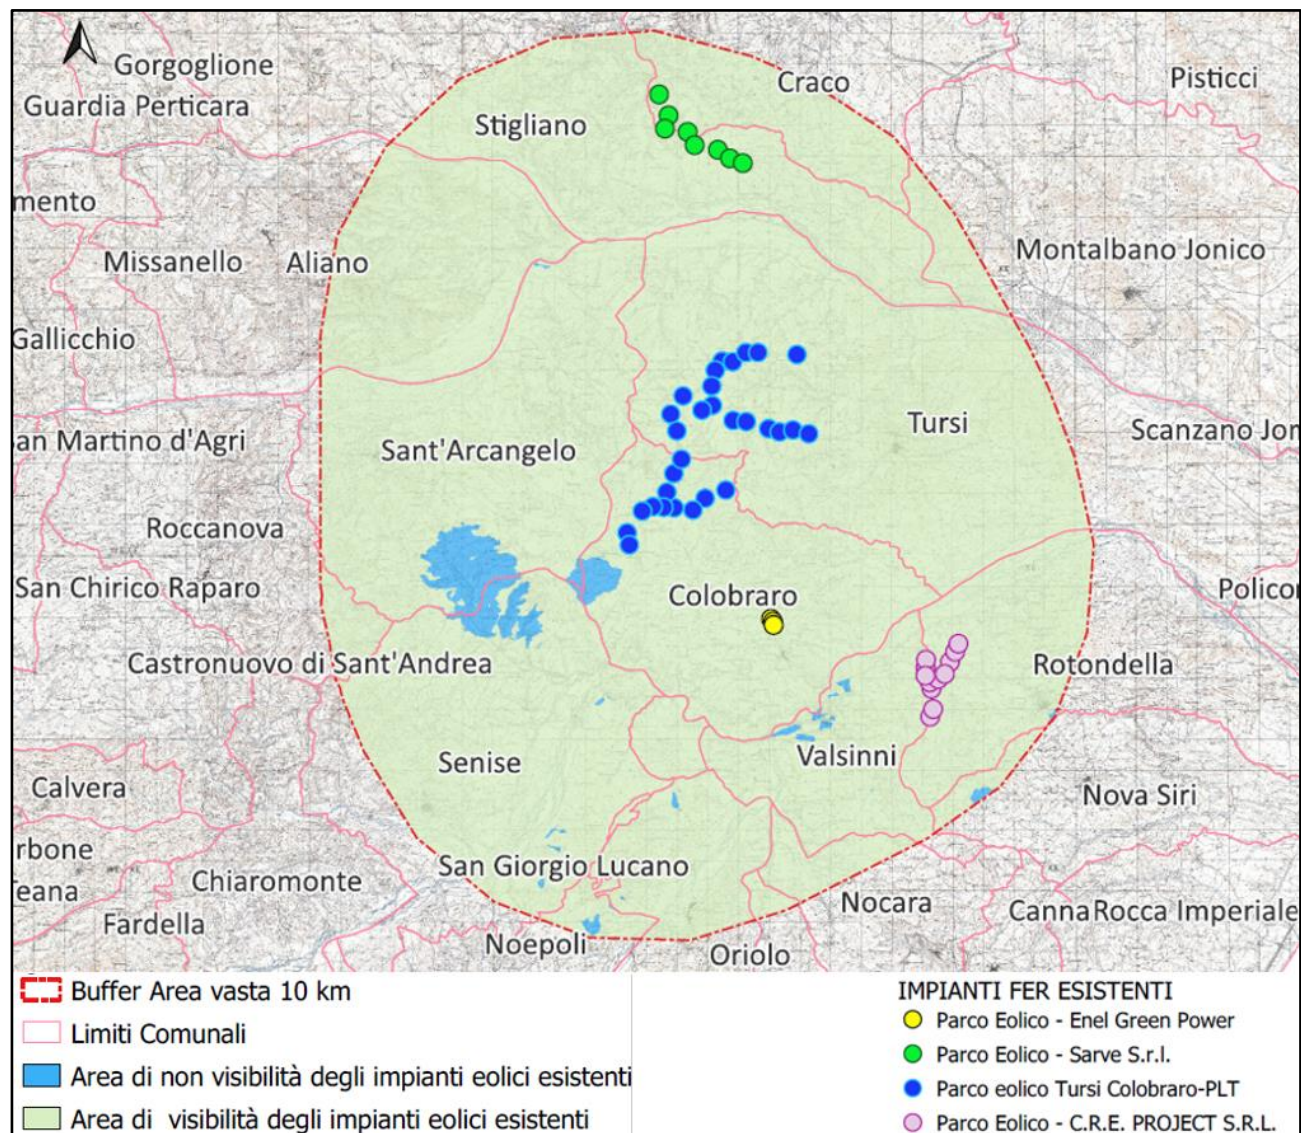 Gorgoglione
Craco
Pisticci
Guardia Perticara
Stigliano
mento
Missanello
Aliano
Montalbano Jonico
Gallicchio
Tursi
an Martino d'Agri
Sant'Arcangelo
Scanzano Jon
Roccanova
San Chirico Raparo
Colobraro
Policor
Castronuovo di Sant'Andrea
Rotondella
Senise
Valsinni
Calvera
Nova Siri
rbone
San Giorgio Lucano
Teana
Chiaromonte
Nocara
Canna
Rocca Imperiale
Fardella
Noepoli
Oriolo
Buffer Area vasta 10 km
Limiti Comunali
Area di non visibilità degli impianti eolici esistenti
Area di visibilità degli impianti eolici esistenti
IMPIANTI FER ESISTENTI
Parco Eolico - Enel Green Power
Parco Eolico - Sarve S.r.l.
Parco eolico Tursi Colobraro-PLT
Parco Eolico - C.R.E. PROJECT S.R.L.